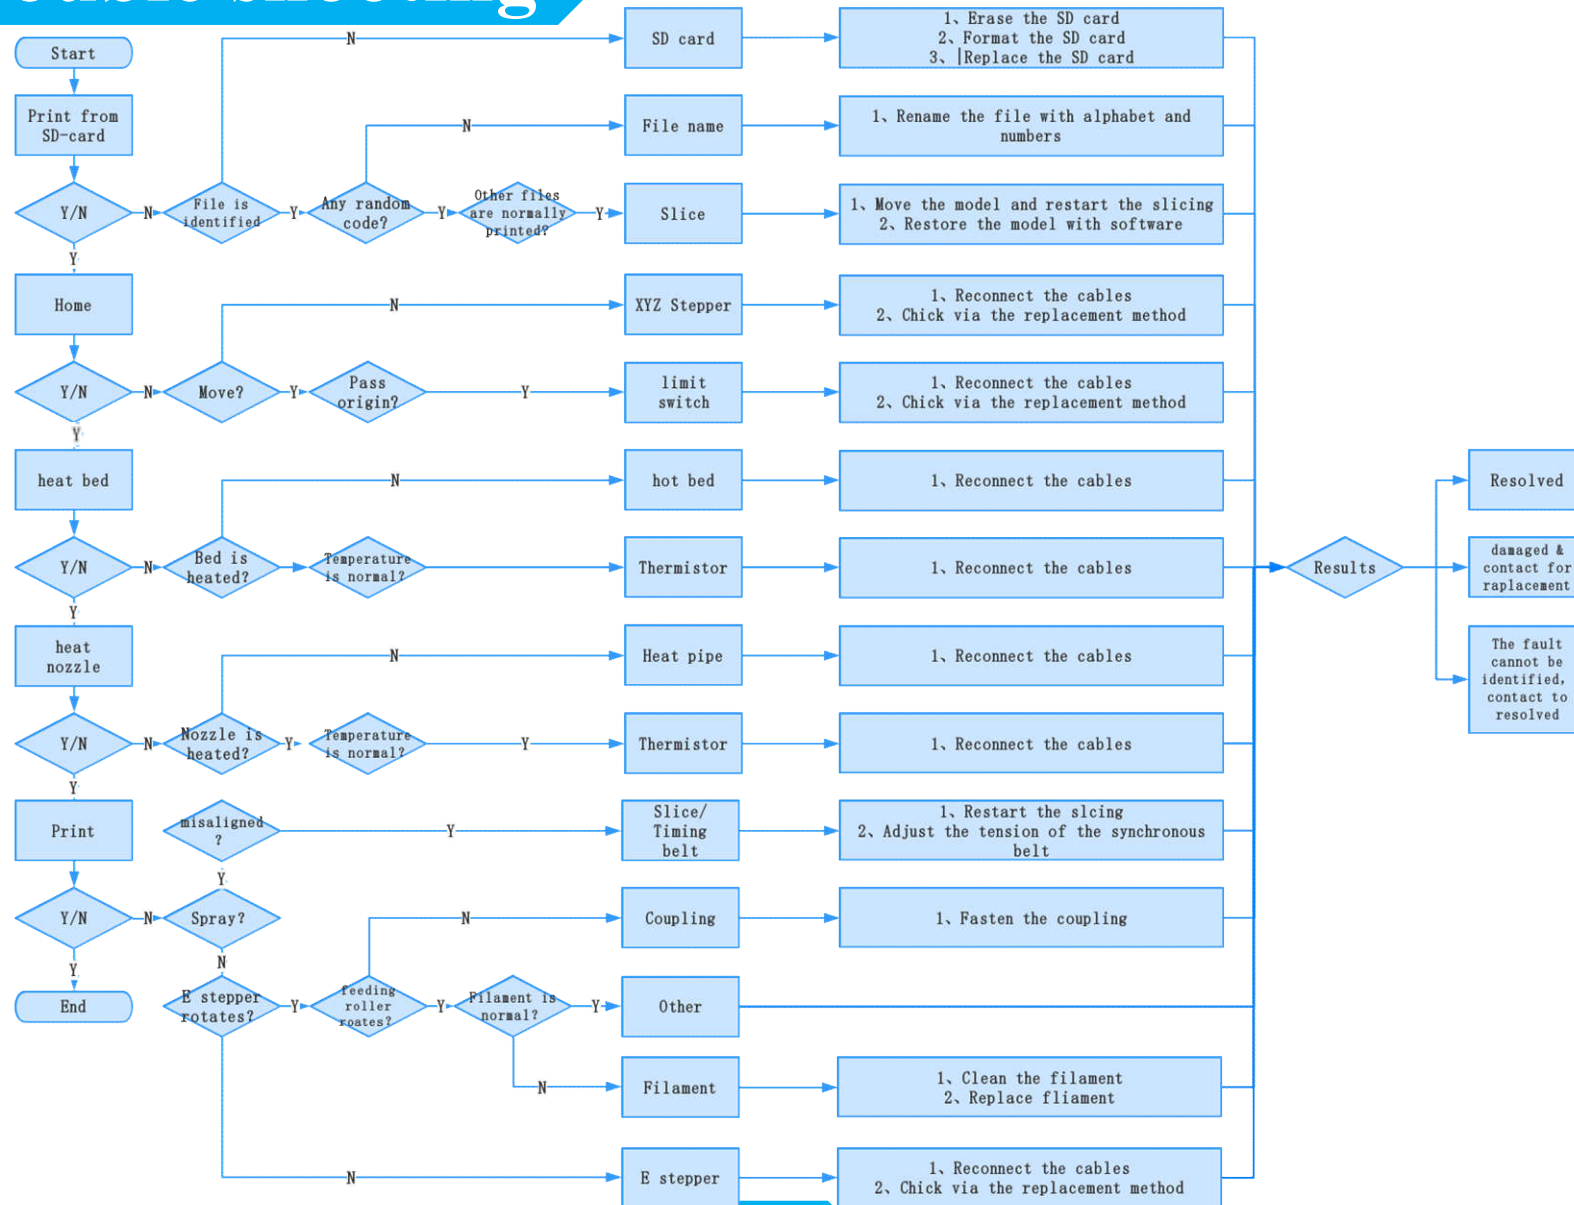 Start
N
SD card
1、Erase the SD card
2、Format the SD card
3、|Replace the SD card
Print from
SD-card
N
File name
1、Rename the file with alphabet and
numbers
Y/N
N
File is
identified
Y
Any random
code?
Y
Other files
are normally
printed?
Y
Slice
1、Move the model and restart the slicing
2、Restore the model with software
Y
Home
N
XYZ Stepper
1、Reconnect the cables
2、Chick via the replacement method
Y/N
N
Move?
Y
Pass
origin?
Y
limit
switch
1、Reconnect the cables
2、Chick via the replacement method
Y
heat bed
N
hot bed
1、Reconnect the cables
Resolved
Y/N
N
Bed is
heated?
Temperature
is normal?
Thermistor
1、Reconnect the cables
Results
damaged &
contact for
raplacement
Y
heat
nozzle
N
Heat pipe
1、Reconnect the cables
The fault
cannot be
identified,
contact to
resolved
Y/N
N
Nozzle is
heated?
Y
Temperature
is normal?
Y
Thermistor
1、Reconnect the cables
Y
Print
misaligned
?
Y
Slice/
Timing
belt
1、Restart the slcing
2、Adjust the tension of the synchronous
belt
Y
Y/N
N
Spray?
N
Coupling
1、Fasten the coupling
Y
N
End
E stepper
rotates?
Y
feeding
roller
roates?
Y
Filament is
normal?
Y
Other
N
Filament
1、Clean the filament
2、Replace fliament
N
E stepper
1、Reconnect the cables
2、Chick via the replacement method